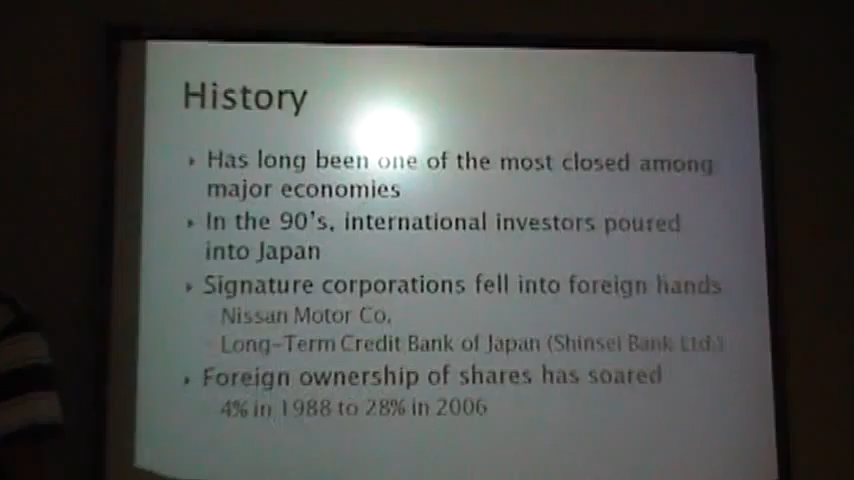 History
Has long been one of the most closed among
major economies
In the 90's, international investors poured
into Japan
Signature corporations fell into foreign hands
Nissan Motor Co.
Long-Term Credit Bank of Japan (Shinsei Bank Ltd.)
Foreign ownership of shares has soared
4% in 1988 to 28% in 2006